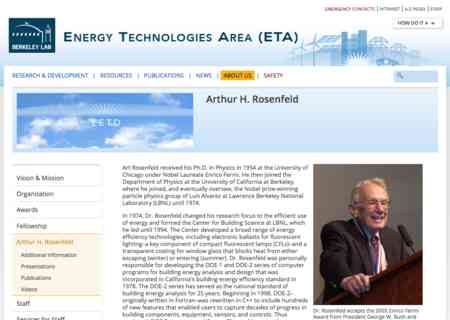 EMERGENCY CONTACTS | INTRANET | A-Z INDEX | STAFF
HOW DO I?
BERKELEY LAB
ENERGY TECHNOLOGIES AREA (ETA)
RESEARCH & DEVELOPMENT | RESOURCES | PUBLICATIONS | NEWS | ABOUT US | SAFETY
Arthur H. Rosenfeld
EETD
Vision & Mission
Organisation
Awards
Fellowship
Arthur H. Rosenfeld
Additional Information
Presentations
Publications
Videos
Staff
Art Rosenfeld received his Ph.D. in Physics in 1954 at the University of
Chicago under Nobel Laureate Enrico Fermi. He then joined the
Department of Physics at the University of California at Berkeley,
where he joined, and eventually oversaw, the Nobel prize-winning
particle physics group of Luis Alvarez at Lawrence Berkeley National
Laboratory (LBNL) until 1974.
In 1974, Dr. Rosenfeld changed his research focus to the efficient use
of energy and formed the Center for Building Science at LBNL, which
he led until 1994. The Center developed a broad range of energy
efficiency technologies, including electronic ballasts for fluorescent
lighting–a key component of compact fluorescent lamps (CFLs)–and a
transparent coating for window glass that blocks heat from either
escaping (winter) or entering (summer). Dr. Rosenfeld was personally
responsible for developing the DOE-1 and DOE-2 series of computer
programs for building energy analysis and design that was
incorporated in California's building energy efficiency standard in
1978. The DOE-2 series has served as the national standard of
building energy analysis for 25 years. Beginning in 1998, DOE-2–
originally written in Fortran–was rewritten in C++ to include hundreds
of new features that enabled users to capture decades of progress in
building components, equipment, sensors, and controls. Thus
Dr. Rosenfeld accepts the 2005 Enrico Fermi
Award from President George W. Bush and